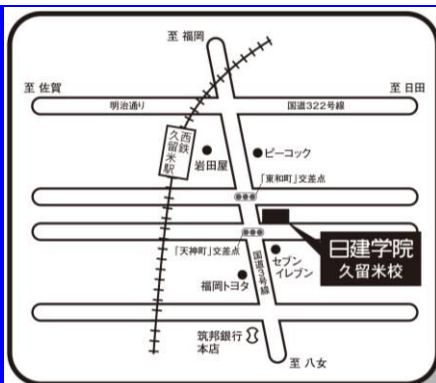 至 福岡
至 佐賀
至 日田
明治通り
国道322号線
西鉄
久留米駅
岩田屋
ピーコック
「東和町」交差点
「天神町」交差点
日建学院
久留米校
セブン
イレブン
国道3号線
福岡トヨタ
筑邦銀行
本店
至 八女